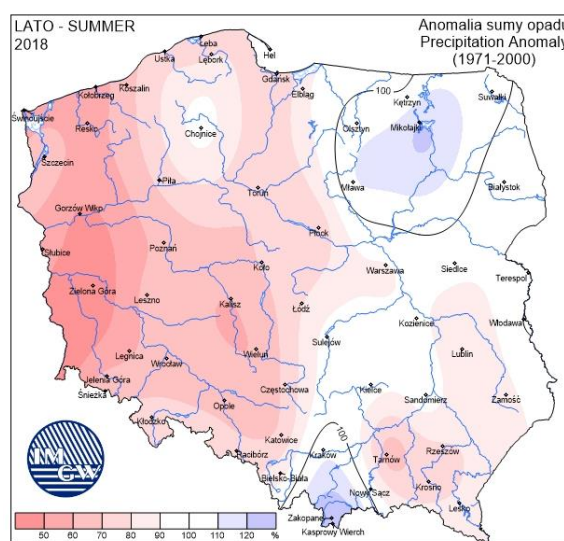 LATO - SUMMER
2018
Anomalia sumy opadu
Precipitation Anomaly
(1971-2000)
Łeba
Ustka
Lębork
Hel
Koszalin
Kołobrzeg
Gdańsk
Elbląg
100
Kętrzyn
Suwałki
Świnoujście
Resko
Chojnice
Olsztyn
Mikołajki
Szczecin
Piła
Toruń
Mława
Białystok
Gorzów Wlkp
Płock
Słubice
Poznań
Koło
Warszawa
Siedlce
Terespol
Zielona Góra
Leszno
Kalisz
Łódź
Kozienice
Włodawa
Sulejów
Legnica
Wrocław
Wieluń
Lublin
Jelenia Góra
Śnieżka
Częstochowa
Kielce
Sandomierz
Zamość
Opole
Kłodzko
Katowice
100
Kraków
Tarnów
Rzeszów
Racibórz
Bielsko-Biała
Nowy Sącz
Krosno
Lesko
Zakopane
Kasprowy Wierch
IM
GW
50 60 70 80 90 100 110 120 %